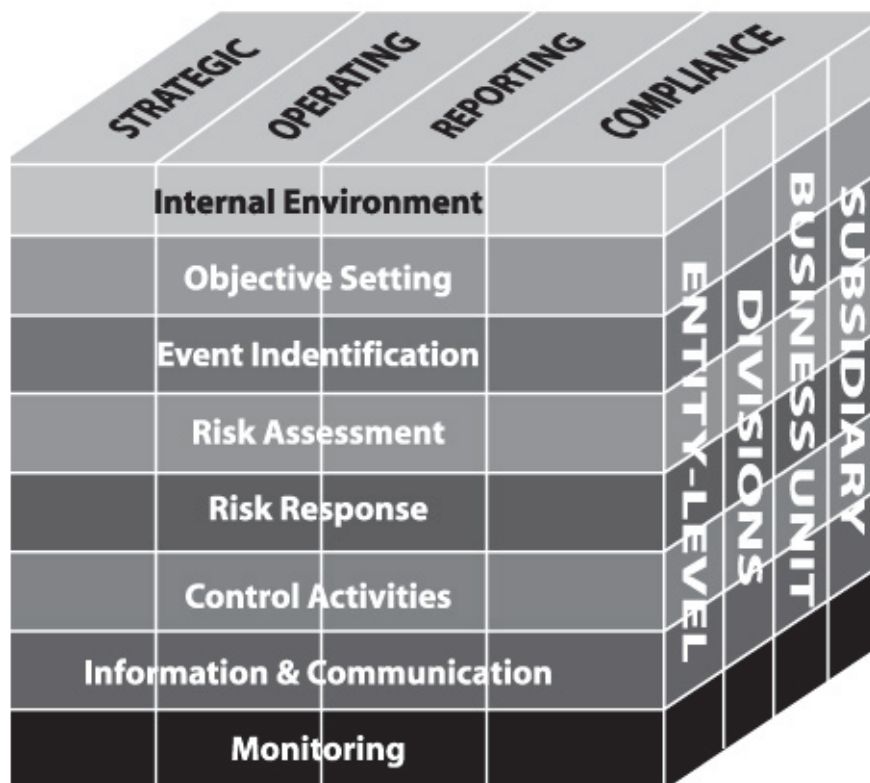 STRATEGIC
OPERATING
REPORTING
COMPLIANCE
Internal Environment
Objective Setting
Event Indentification
Risk Assessment
Risk Response
Control Activities
Information & Communication
Monitoring
ENTITY-LEVEL
DIVISIONS
BUSINESS UNIT
SUBSIDIARY